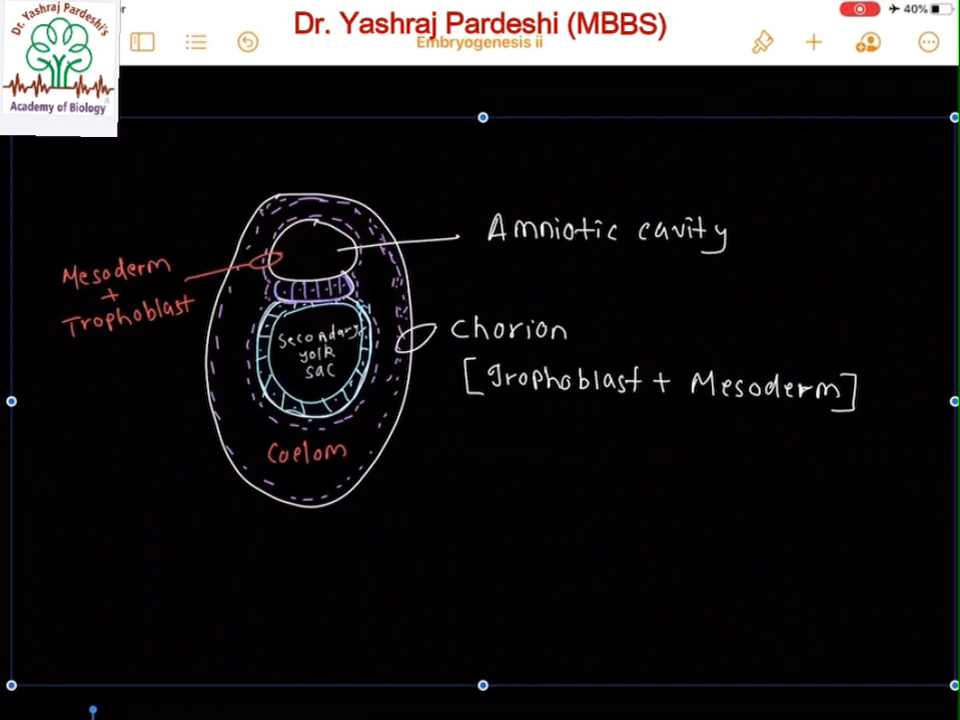 Dr. Yashraj Pardeshi (MBBS)
Embryogenesis ii
40%
Dr. Yashraj Pardeshi's
Academy of Biology
Amniotic cavity
Mesoderm
+
Trophoblast
Secondary
yolk
sac
Chorion
[Trophoblast + Mesoderm]
Coelom